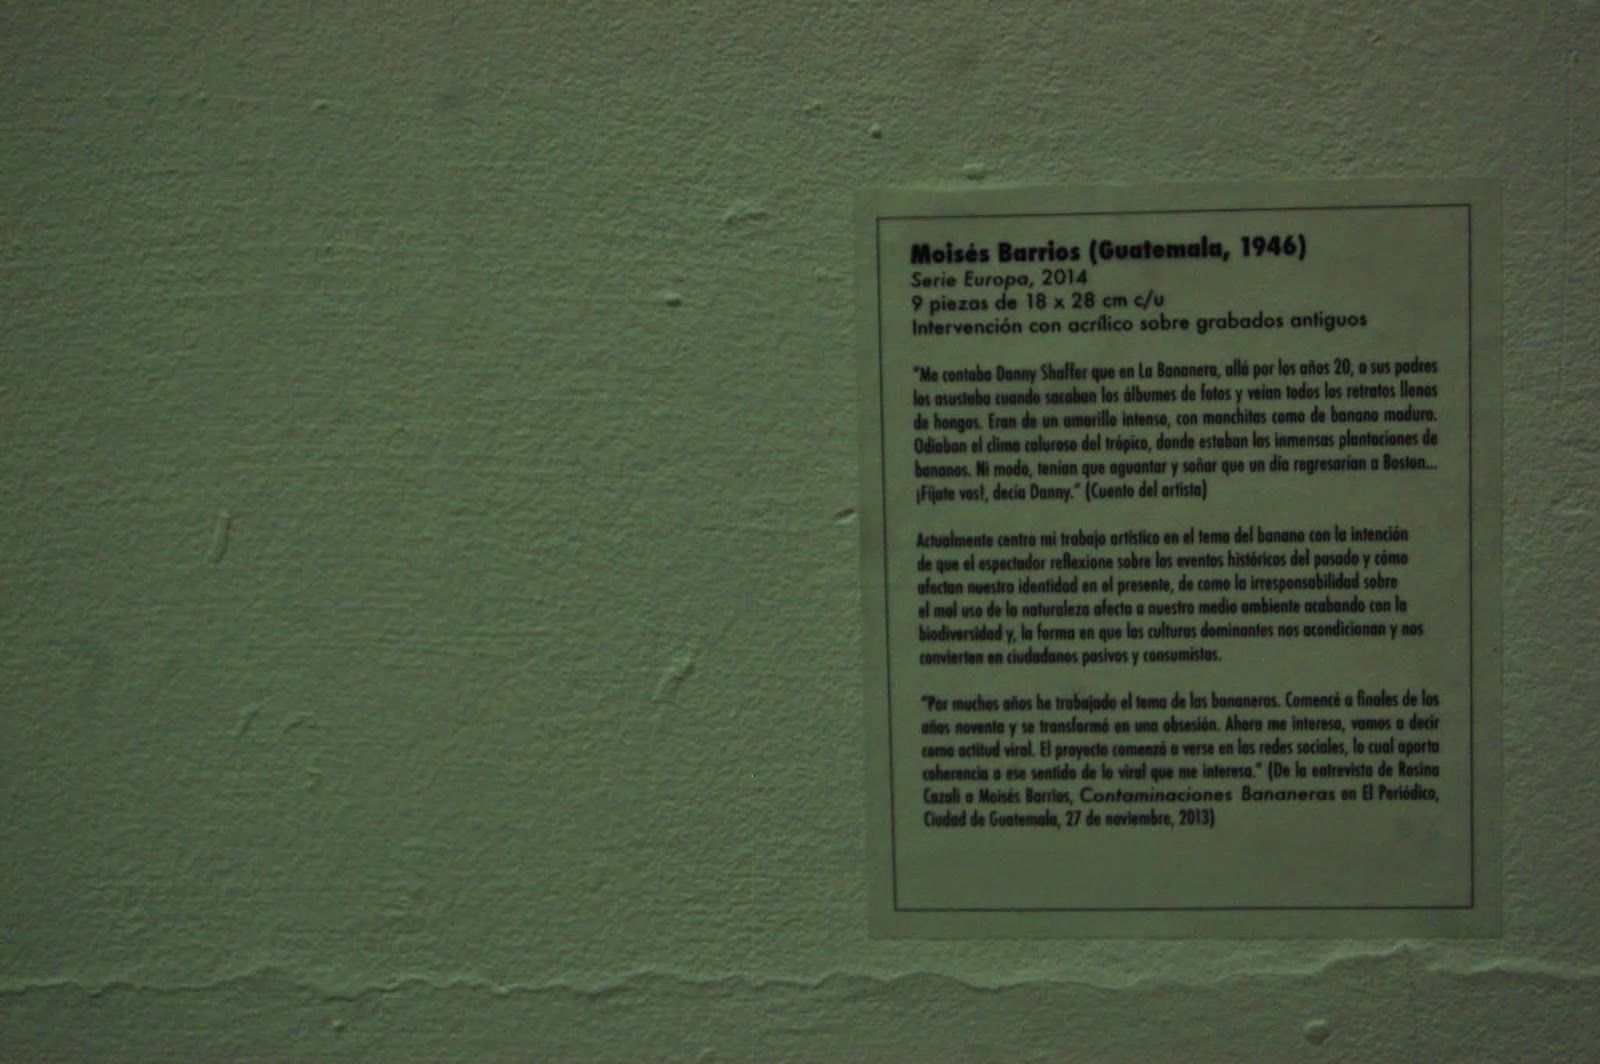 Moisés Barrios (Guatemala, 1946)
Serie Europa, 2014
9 piezas de 18 x 28 cm c/u
Intervención con acrílico sobre grabados antiguos
"Me contaba Danny Shaffer que en La Bananera, allá por los años 20, a sus padres
los asustaba cuando sacaban los álbumes de fotos y veían todos los retratos llenos
de hongos. Eran de un amarillo intenso, con manchitas como de banano maduro.
Odiaban el clima caluroso del trópico, donde estaban las inmensas plantaciones de
bananos. Ni modo, tenían que aguantar y soñar que un día regresarían a Boston...
¡Fíjate vos!, decía Danny." (Cuento del artista)
Actualmente centro mi trabajo artístico en el tema del banano con la intención
de que el espectador reflexione sobre los eventos históricos del pasado y cómo
afectan nuestra identidad en el presente, de como la irresponsabilidad sobre
el mal uso de la naturaleza afecta a nuestro medio ambiente acabando con la
biodiversidad y, la forma en que las culturas dominantes nos acondicionan y nos
convierten en ciudadanos pasivos y consumistas.
"Por muchos años he trabajado el tema de las bananeras. Comencé a finales de los
años noventa y se transformó en una obsesión. Ahora me interesa, vamos a decir
como actitud viral. El proyecto comenzó a verse en las redes sociales, lo cual aporta
coherencia a ese sentido de lo viral que me interesa." (De la entrevista de Rosina
Cazali a Moisés Barrios, Contaminaciones Bananeras en El Periódico,
Ciudad de Guatemala, 27 de noviembre, 2013)